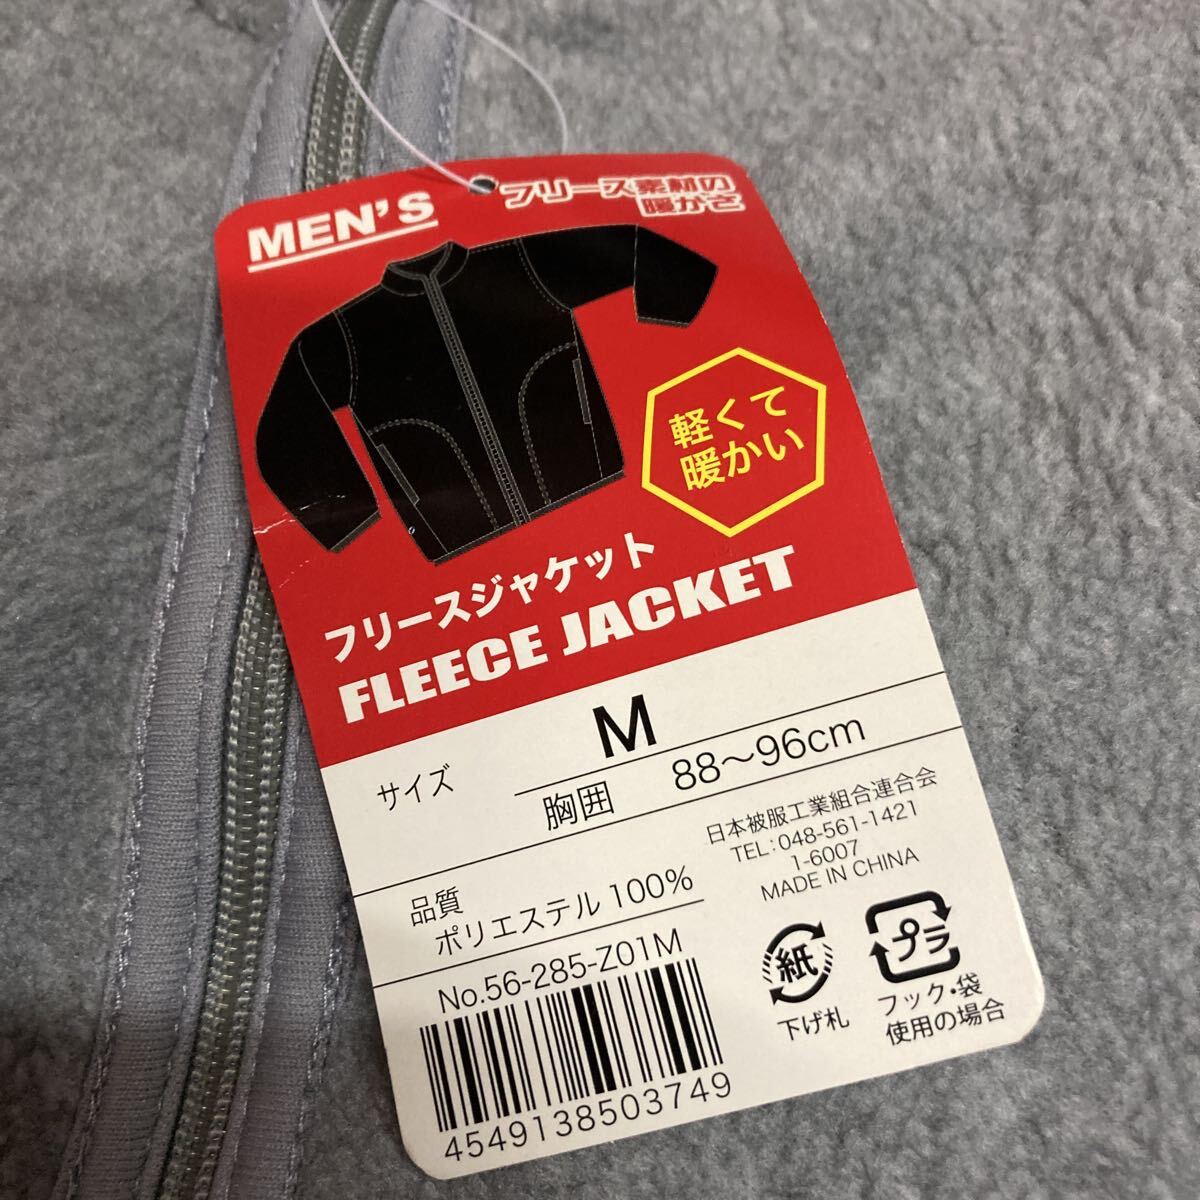 MEN'S
フリース素材の
暖かさ
軽くて
暖かい
フリースジャケット
FLEECE JACKET
サイズ
M
胸囲 88～96cm
品質
ポリエステル 100%
日本被服工業組合連合会
TEL:048-561-1421
1-6007
MADE IN CHINA
No.56-285-Z01M
4549138503749
紙
下げ札
プラ
フック・袋
使用の場合